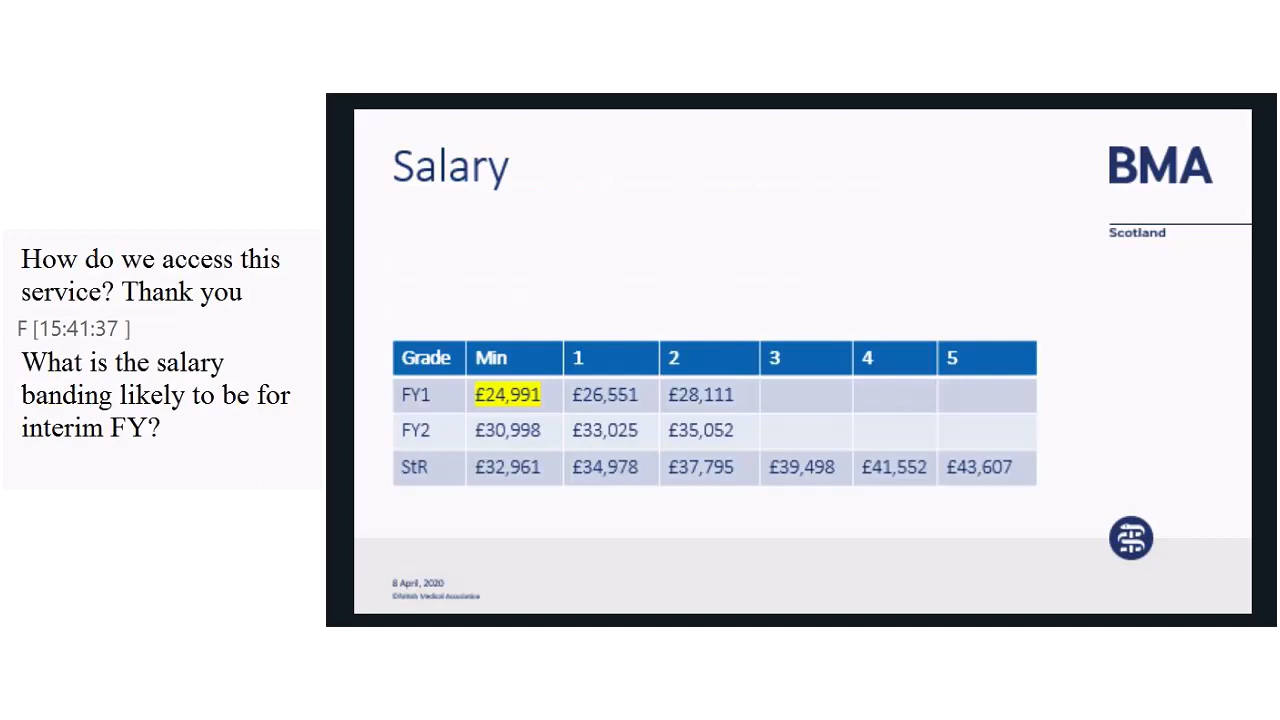 How do we access this
service? Thank you
F [15:41:37 ]
What is the salary
banding likely to be for
interim FY?
Salary
BMA
Scotland
Grade Min 1 2 3 4 5
FY1 £24,991 £26,551 £28,111
FY2 £30,998 £33,025 £35,052
StR £32,961 £34,978 £37,795 £39,498 £41,552 £43,607
8 April, 2020
©British Medical Association